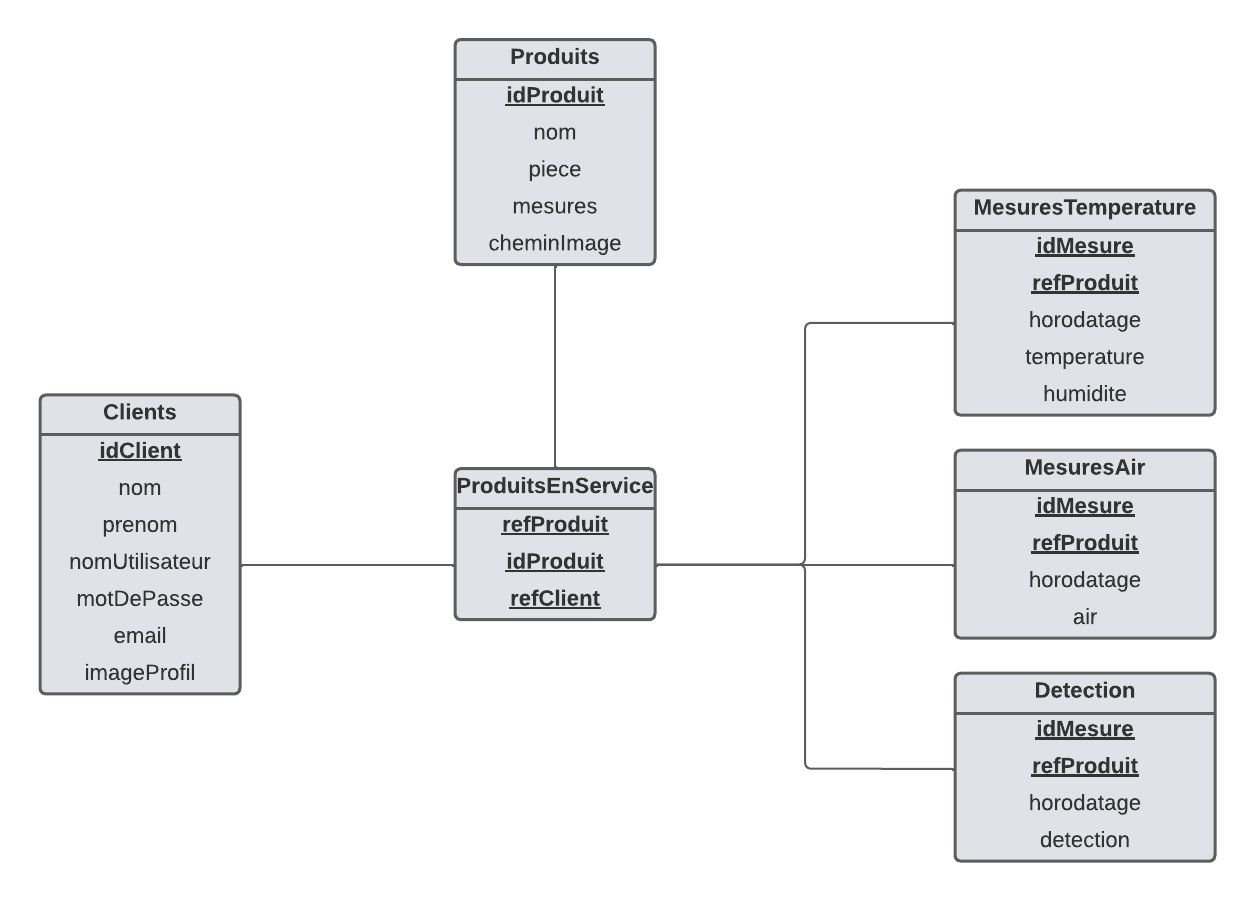 Produits
idProduit
nom
piece
mesures
cheminImage
Clients
idClient
nom
prenom
nomUtilisateur
motDePasse
email
imageProfil
ProduitsEnService
refProduit
idProduit
refClient
MesuresTemperature
idMesure
refProduit
horodatage
temperature
humidite
MesuresAir
idMesure
refProduit
horodatage
air
Detection
idMesure
refProduit
horodatage
detection